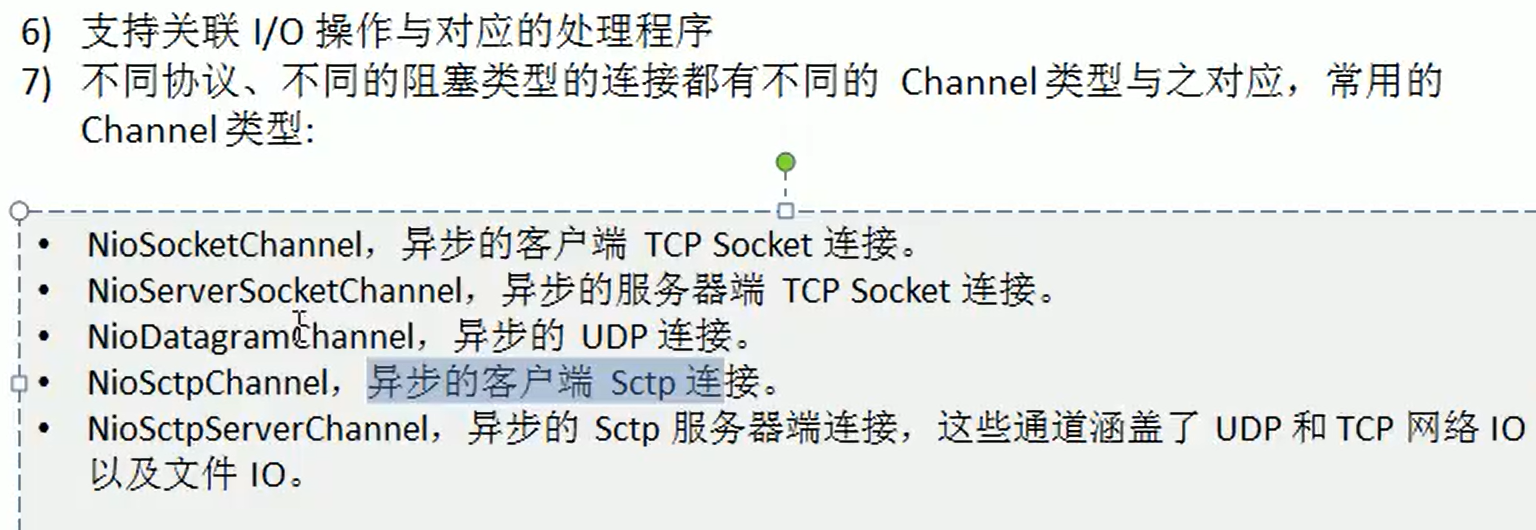 6) 支持关联 I/O 操作与对应的处理程序
7) 不同协议、不同的阻塞类型的连接都有不同的 Channel 类型与之对应，常用的
Channel 类型:
• NioSocketChannel，异步的客户端 TCP Socket 连接。
• NioServerSocketChannel，异步的服务器端 TCP Socket 连接。
• NioDatagramChannel，异步的 UDP 连接。
• NioSctpChannel，异步的客户端 Sctp 连接。
• NioSctpServerChannel，异步的 Sctp 服务器端连接，这些通道涵盖了 UDP 和 TCP 网络 IO
以及文件 IO。